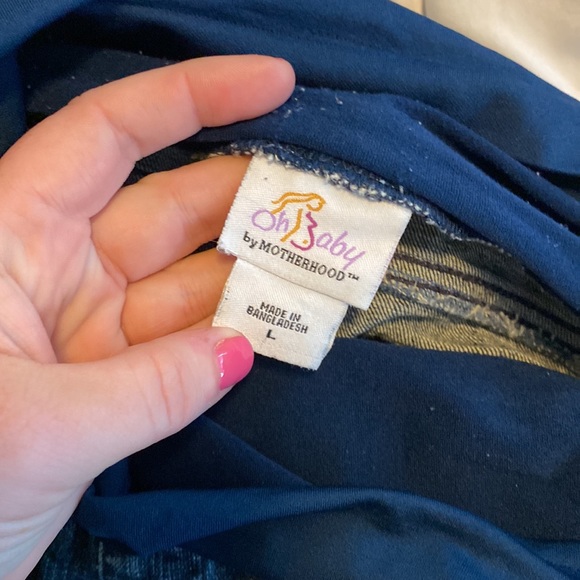 Oh Baby
by MOTHERHOOD™
MADE IN
BANGLADESH
L